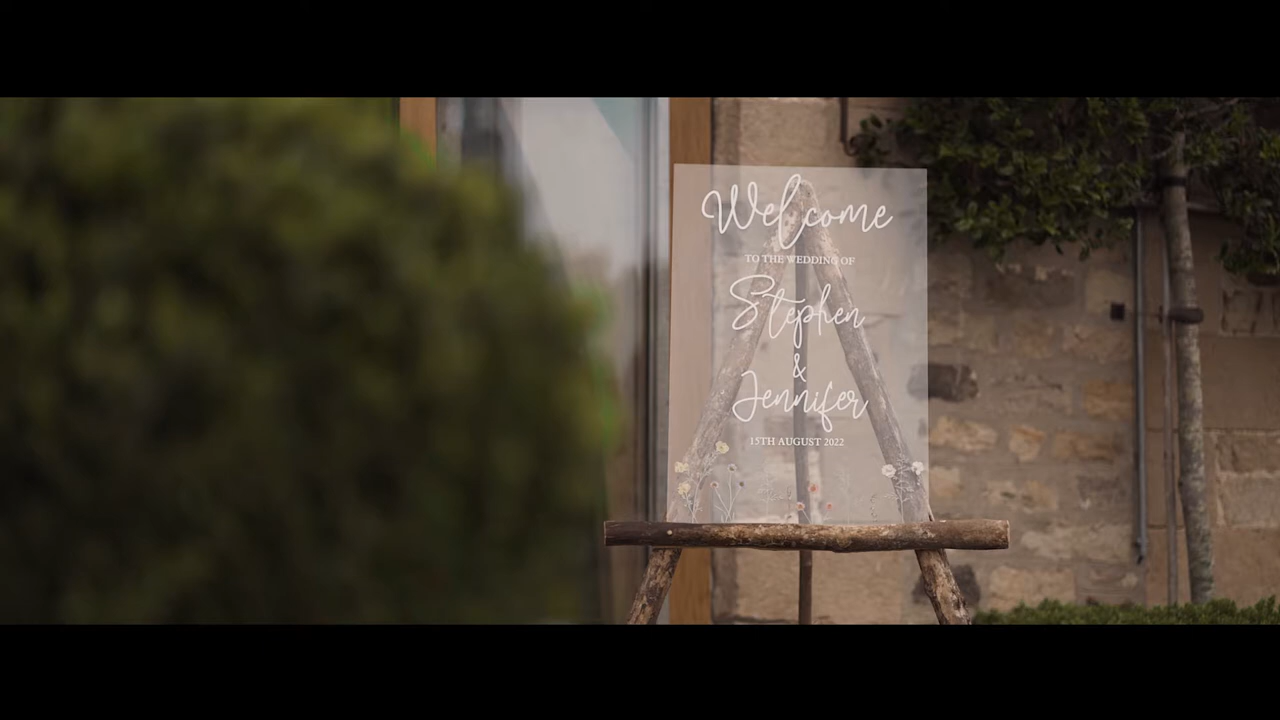 Welcome
TO THE WEDDING OF
Stephen
&
Jennifer
15TH AUGUST 2022